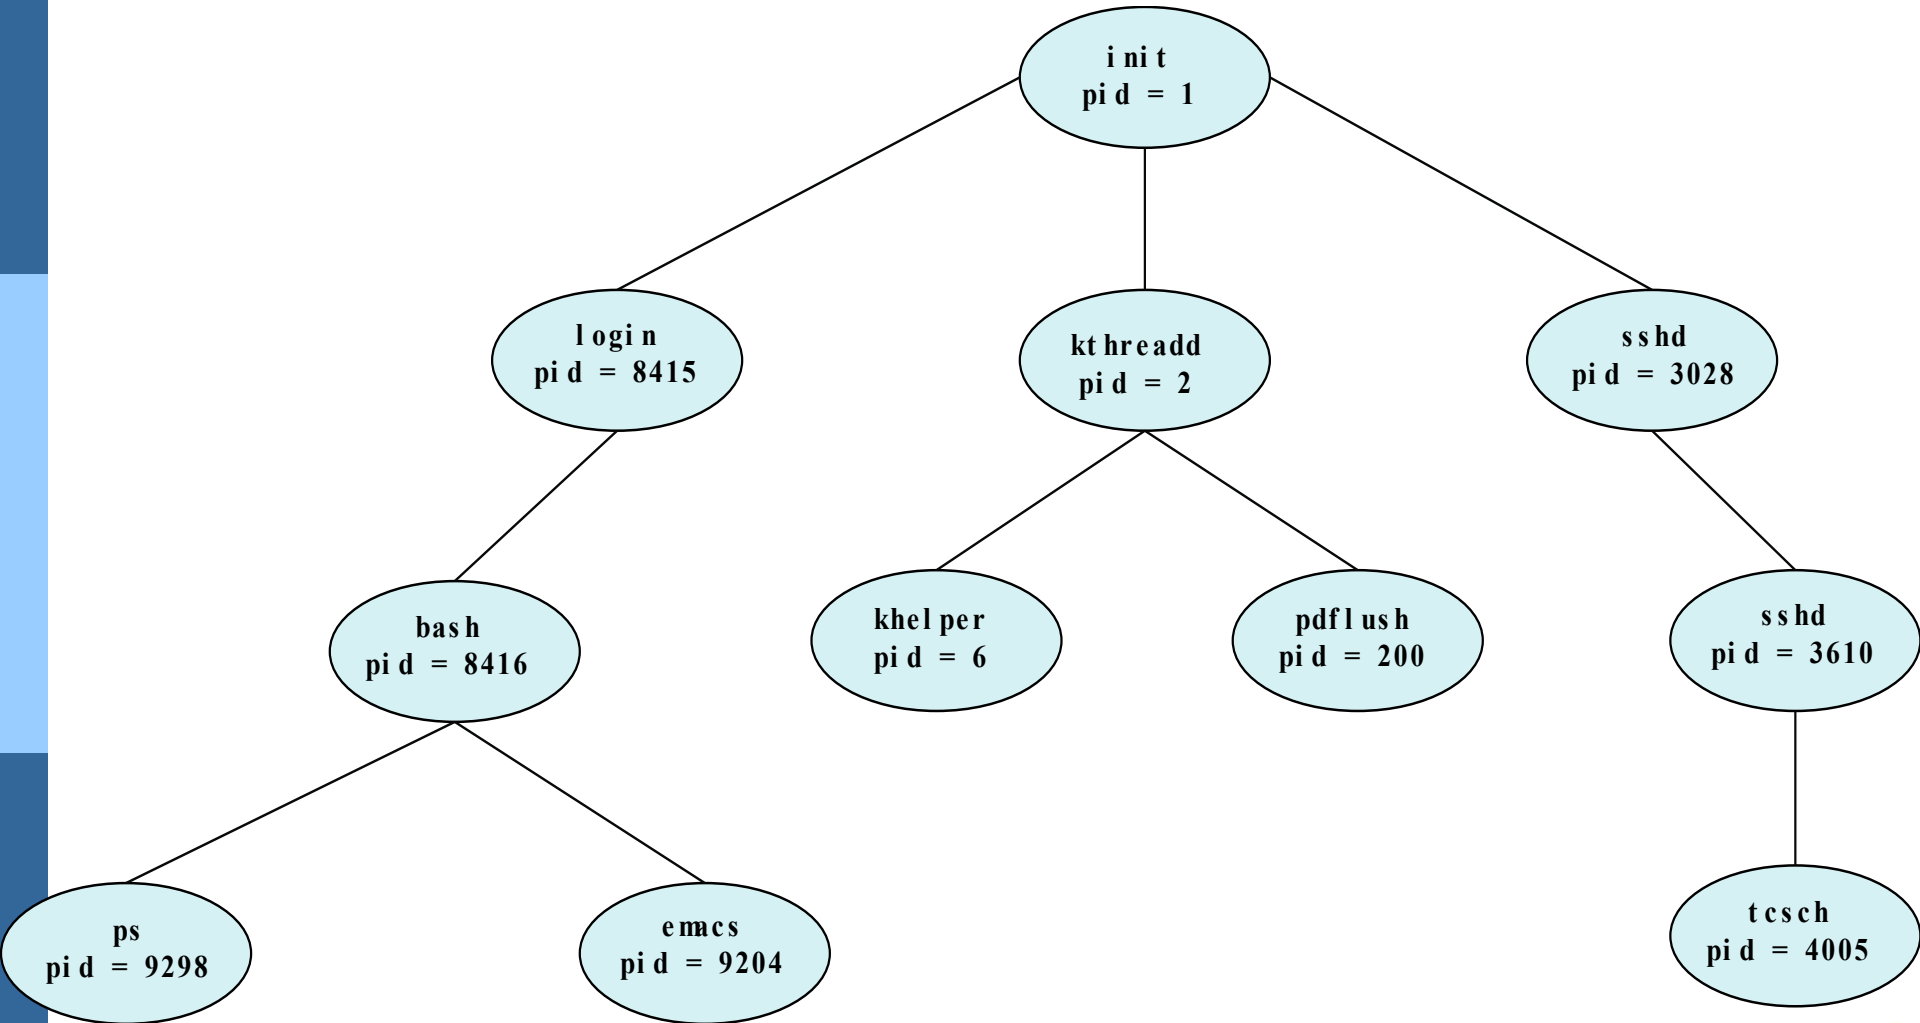 init
pid = 1
login
pid = 8415
kthreadd
pid = 2
sshd
pid = 3028
bash
pid = 8416
khelper
pid = 6
pdflush
pid = 200
sshd
pid = 3610
ps
pid = 9298
emacs
pid = 9204
tcsch
pid = 4005